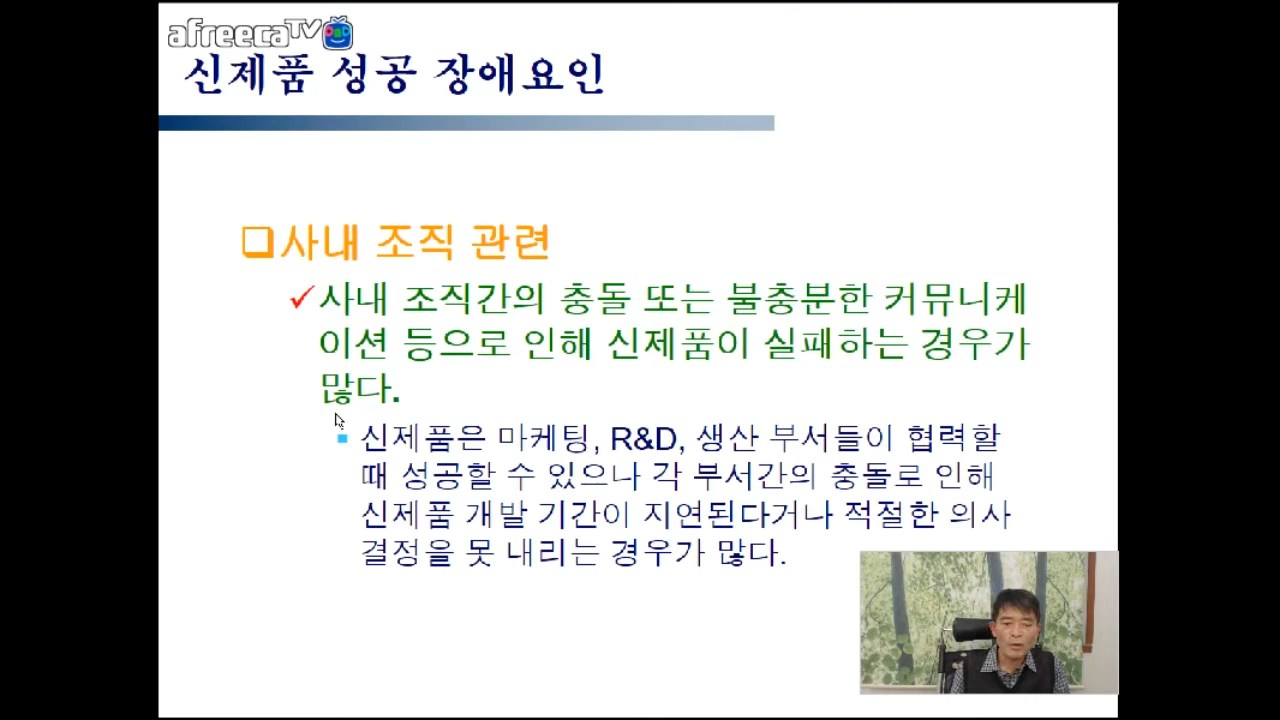 afreecaTV
신제품 성공 장애요인
❑사내 조직 관련
✓사내 조직간의 충돌 또는 불충분한 커뮤니케
이션 등으로 인해 신제품이 실패하는 경우가
많다.
▪ 신제품은 마케팅, R&D, 생산 부서들이 협력할
때 성공할 수 있으나 각 부서간의 충돌로 인해
신제품 개발 기간이 지연된다거나 적절한 의사
결정을 못 내리는 경우가 많다.